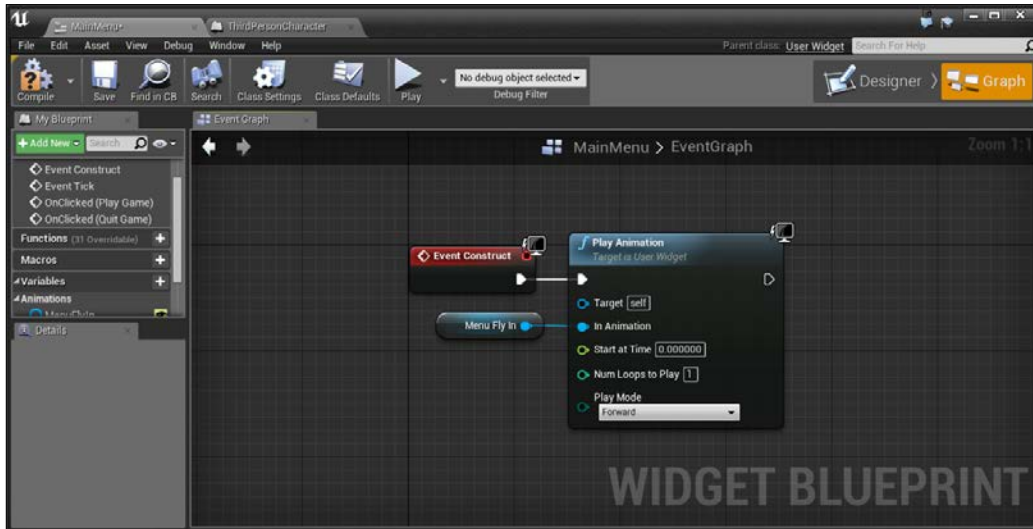 MainMenu*
ThirdPersonCharacter
File Edit Asset View Debug Window Help
Parent class: User Widget Search For Help
Compile Save Find in CB Search Class Settings Class Defaults Play
No debug object selected
Debug Filter
Designer Graph
My Blueprint
Event Graph
Add New Search
MainMenu > EventGraph
Zoom 1:1
Event Construct
Event Tick
OnClicked (Play Game)
OnClicked (Quit Game)
Functions (31 Overridable)
Macros
Variables
Animations
MenuFlyIn
Details
Event Construct
Menu Fly In
Play Animation
Target is User Widget
Target self
In Animation
Start at Time 0.000000
Num Loops to Play 1
Play Mode
Forward
WIDGET BLUEPRINT